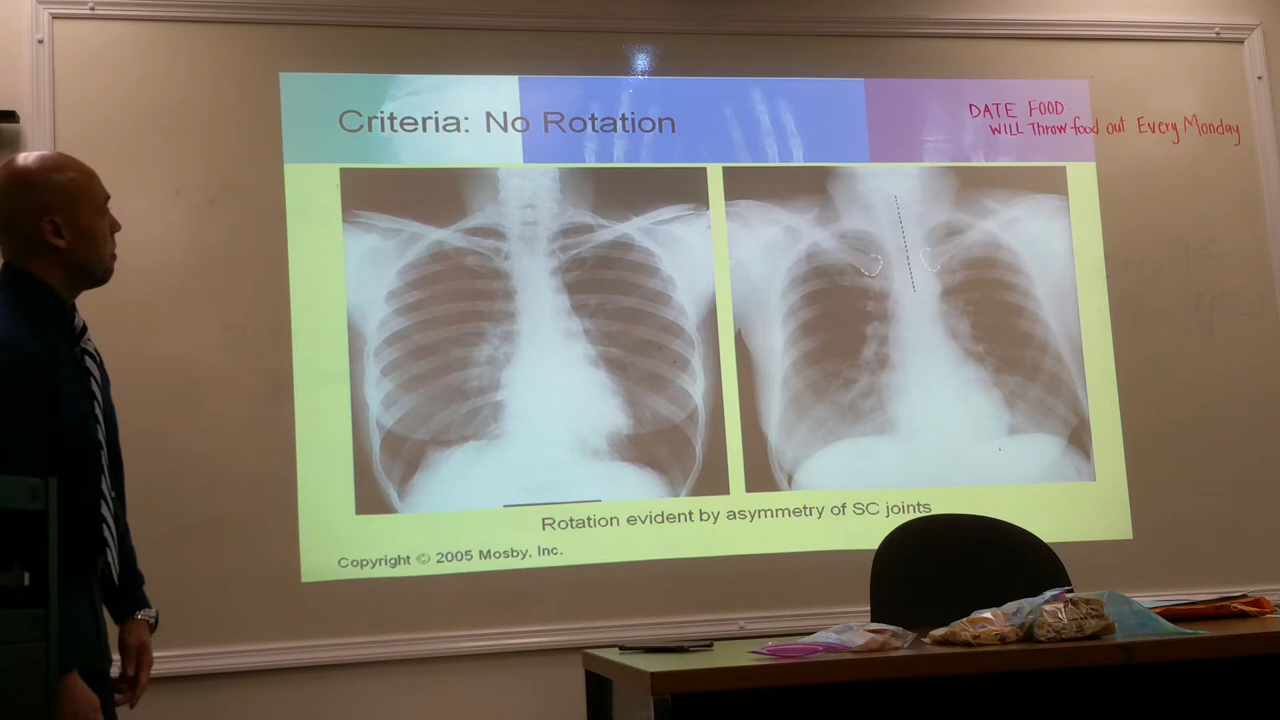 Criteria: No Rotation
DATE FOOD
WILL Throw food out Every Monday
Rotation evident by asymmetry of SC joints
Copyright © 2005 Mosby, Inc.